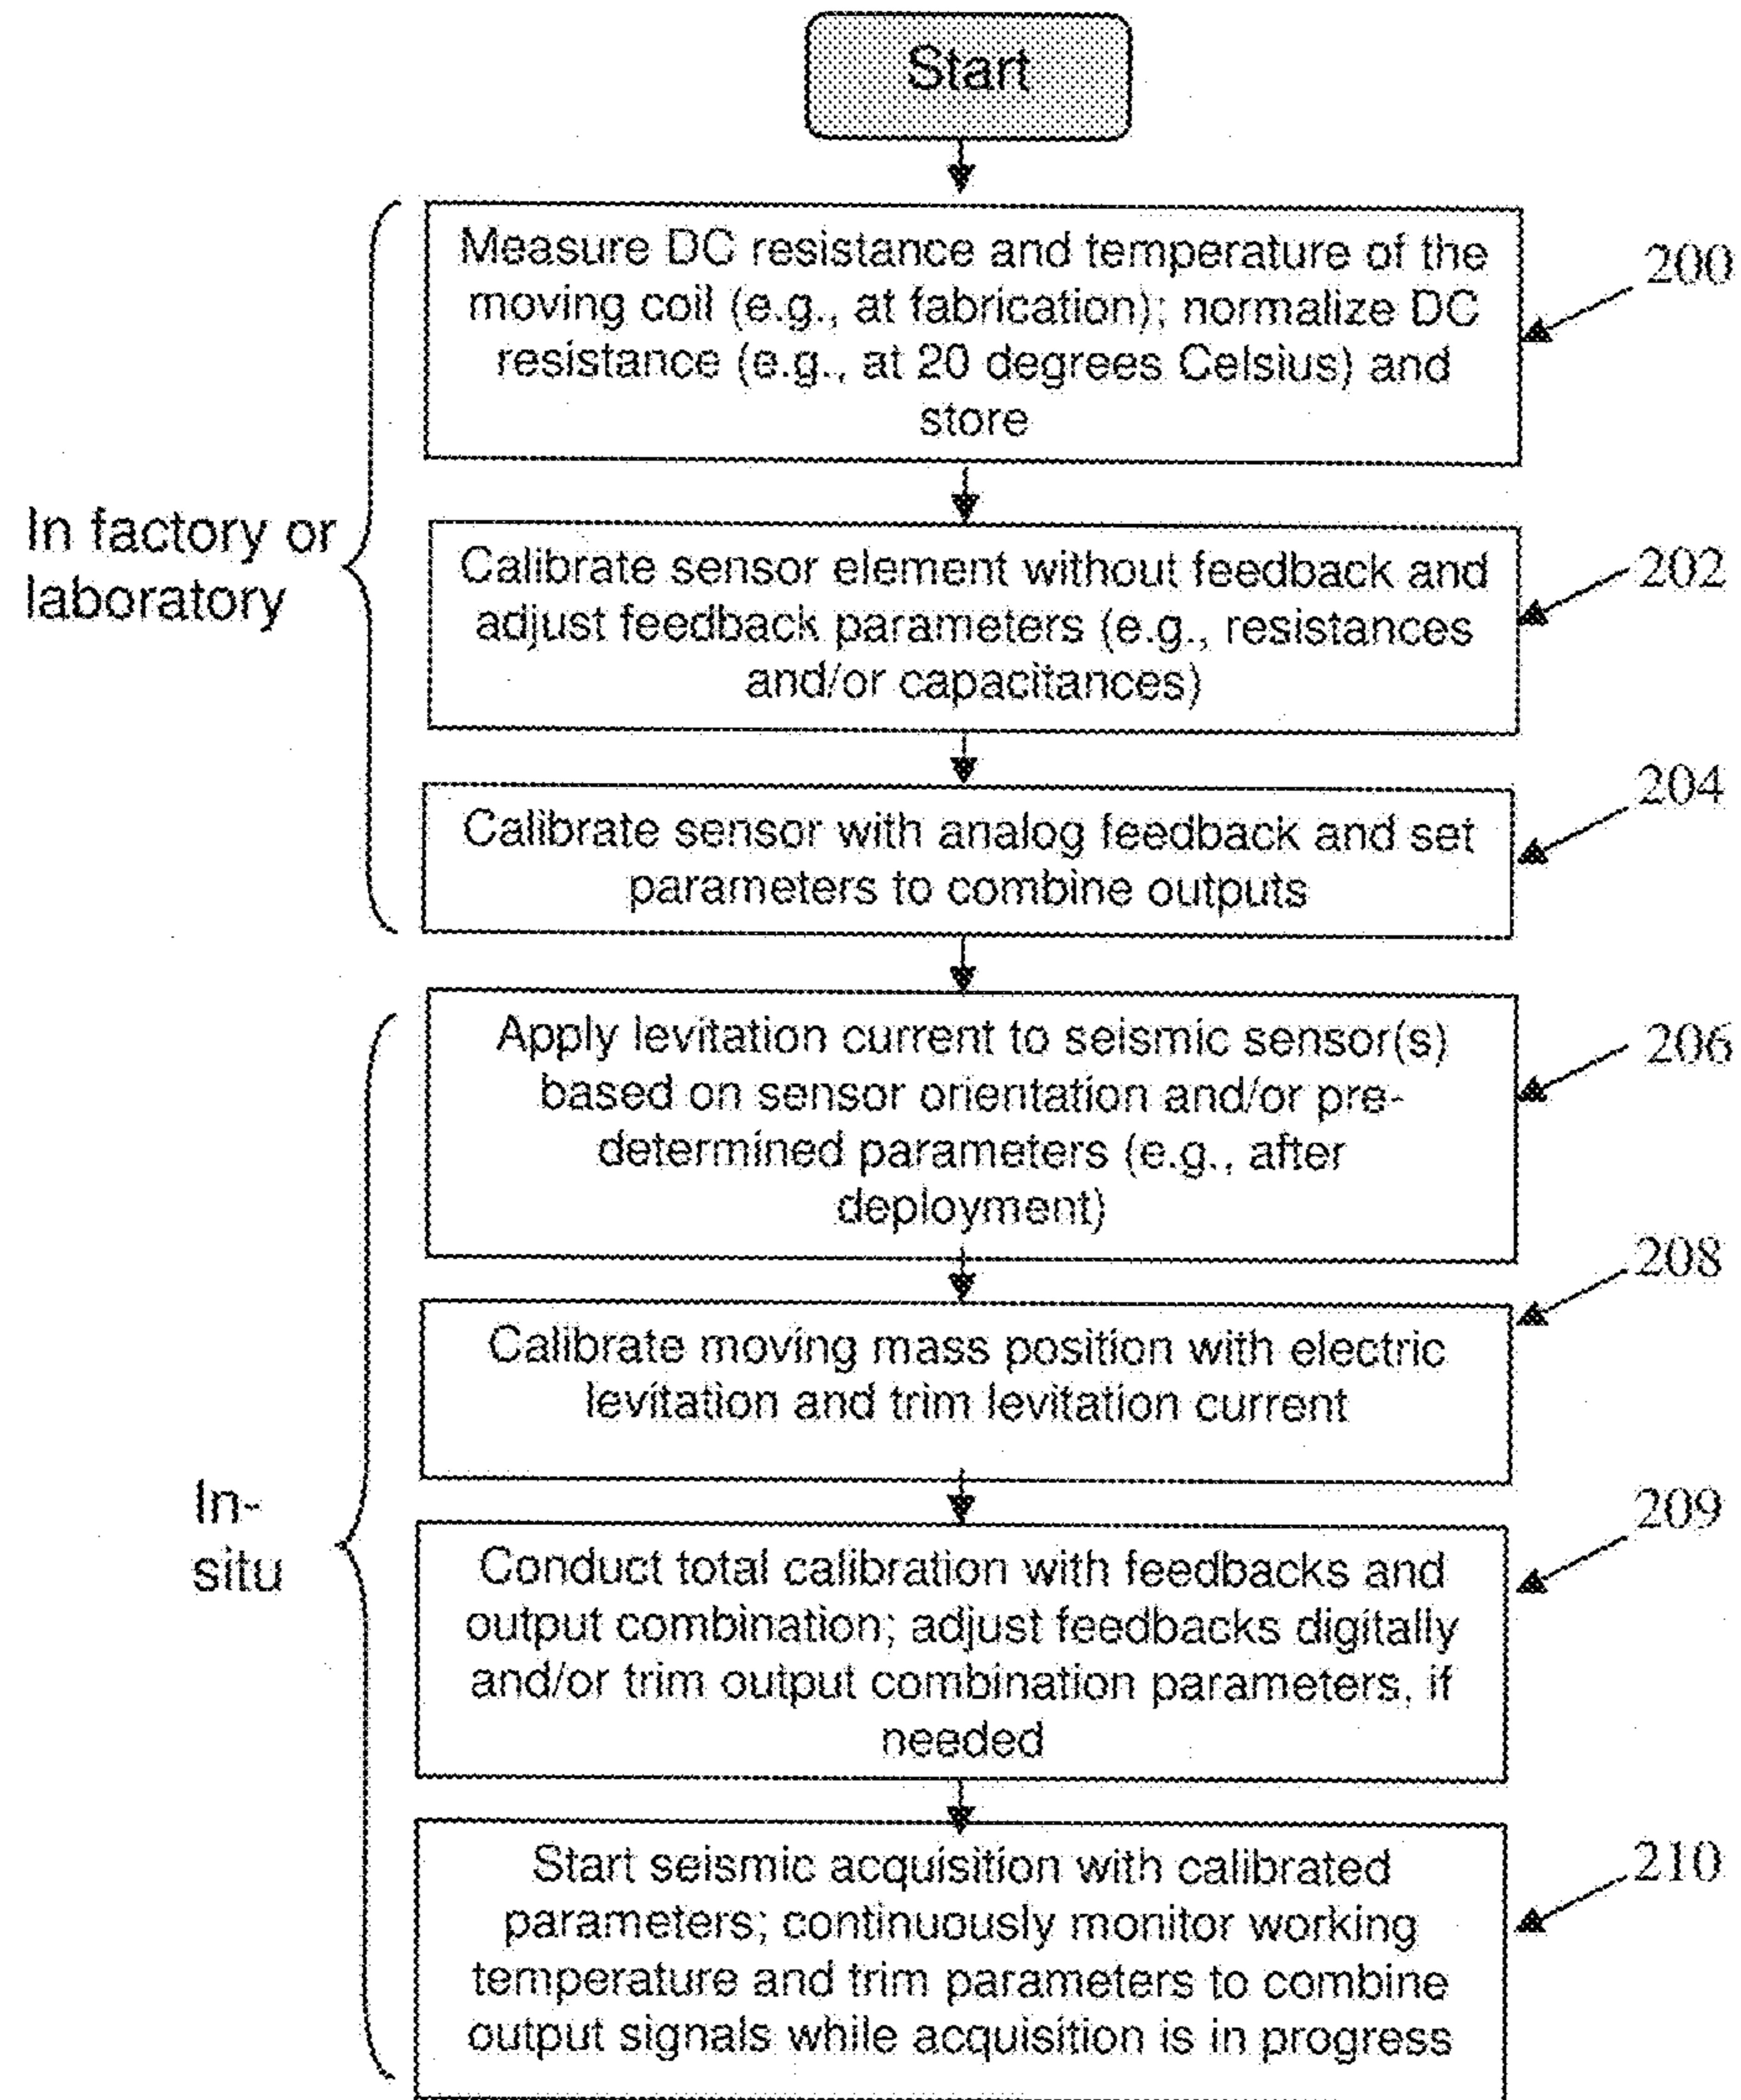 Start
Measure DC resistance and temperature of the
moving coil (e.g., at fabrication); normalize DC
resistance (e.g., at 20 degrees Celsius) and
store
200
In factory or
laboratory
Calibrate sensor element without feedback and
adjust feedback parameters (e.g., resistances
and/or capacitances)
202
Calibrate sensor with analog feedback and set
parameters to combine outputs
204
Apply levitation current to seismic sensor(s)
based on sensor orientation and/or pre-
determined parameters (e.g., after
deployment)
206
Calibrate moving mass position with electric
levitation and trim levitation current
208
In-
situ
Conduct total calibration with feedbacks and
output combination; adjust feedbacks digitally
and/or trim output combination parameters, if
needed
209
Start seismic acquisition with calibrated
parameters; continuously monitor working
temperature and trim parameters to combine
output signals while acquisition is in progress
210